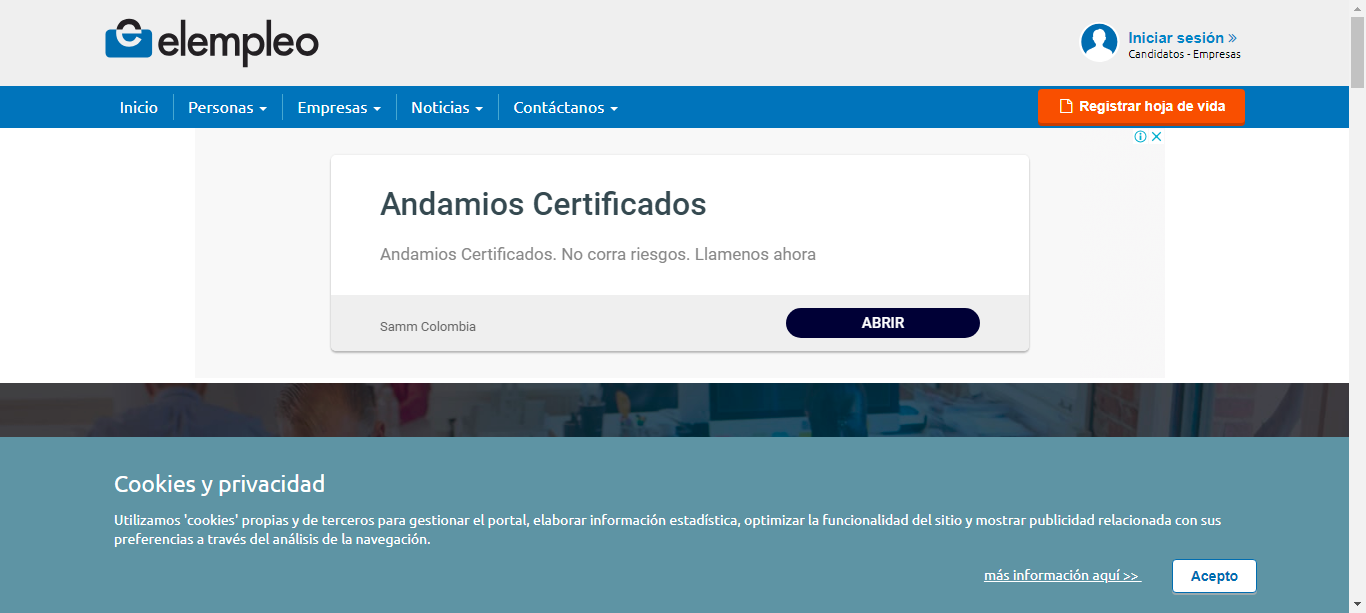 elempleo
Iniciar sesión »
Candidatos - Empresas
Inicio
Personas
Empresas
Noticias
Contáctanos
Registrar hoja de vida
Andamios Certificados
Andamios Certificados. No corra riesgos. Llamenos ahora
Samm Colombia
ABRIR
Cookies y privacidad
Utilizamos 'cookies' propias y de terceros para gestionar el portal, elaborar información estadística, optimizar la funcionalidad del sitio y mostrar publicidad relacionada con sus
preferencias a través del análisis de la navegación.
más información aquí >>
Acepto